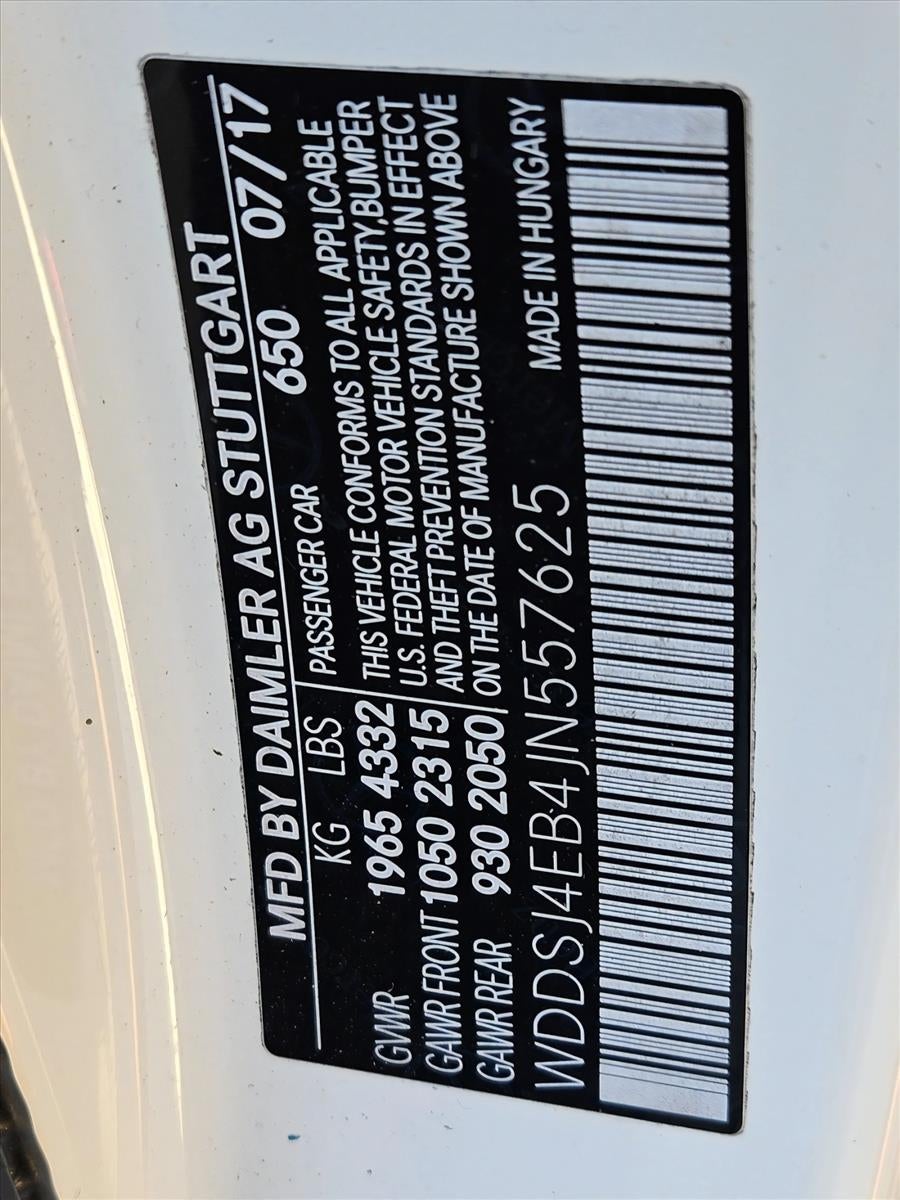 MFD BY DAIMLER AG STUTTGART
KG LBS PASSENGER CAR 650 07/17
GVWR 1965 4332 THIS VEHICLE CONFORMS TO ALL APPLICABLE
U.S. FEDERAL MOTOR VEHICLE SAFETY, BUMPER
GAWR FRONT 1050 2315 AND THEFT PREVENTION STANDARDS IN EFFECT
GAWR REAR 930 2050 ON THE DATE OF MANUFACTURE SHOWN ABOVE
WDDSJ4EB4JN557625 MADE IN HUNGARY